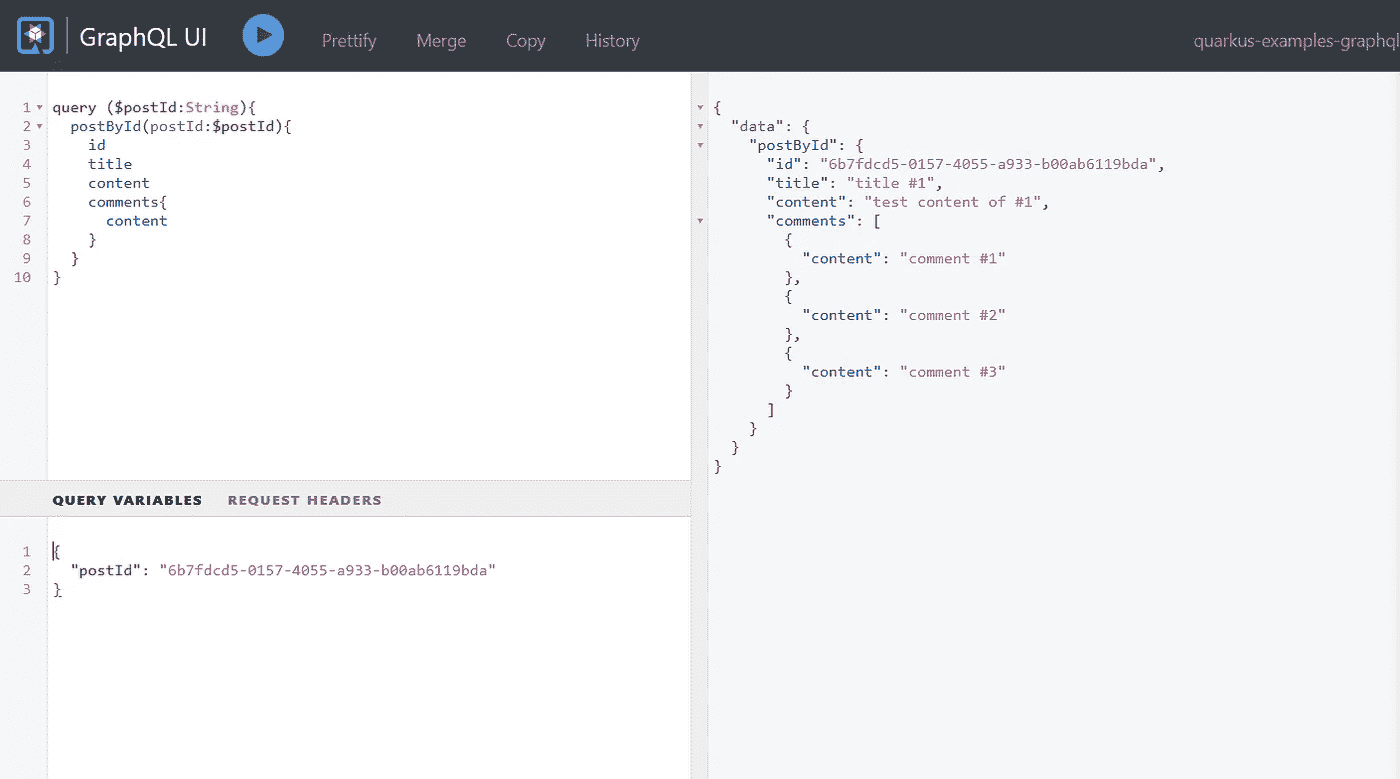 GraphQL UI Prettify Merge Copy History quarkus-examples-graphql
1 query ($postId:String){
2 postById(postId:$postId){
3 id
4 title
5 content
6 comments{
7 content
8 }
9 }
10 }
QUERY VARIABLES REQUEST HEADERS
1 {
2 "postId": "6b7fdcd5-0157-4055-a933-b00ab6119bda"
3 }
{
"data": {
"postById": {
"id": "6b7fdcd5-0157-4055-a933-b00ab6119bda",
"title": "title #1",
"content": "test content of #1",
"comments": [
{
"content": "comment #1"
},
{
"content": "comment #2"
},
{
"content": "comment #3"
}
]
}
}
}